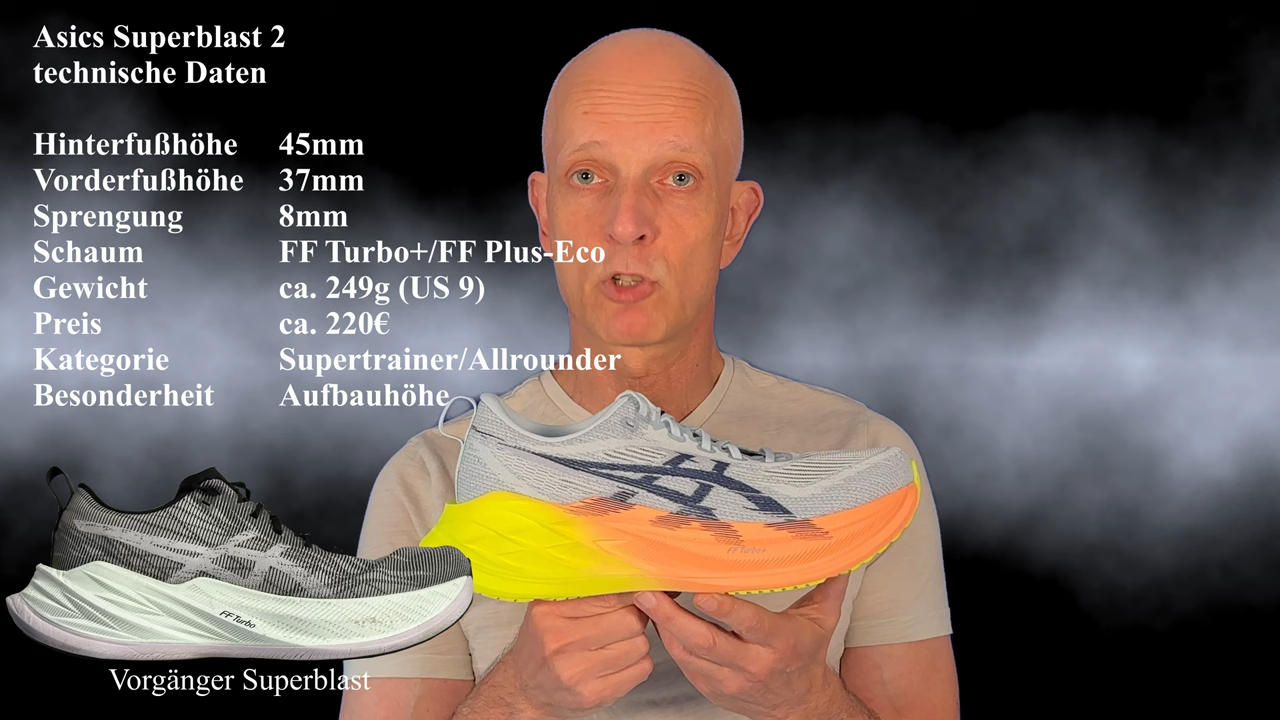 Asics Superblast 2
technische Daten
Hinterfußhöhe 45mm
Vorderfußhöhe 37mm
Sprengung 8mm
Schaum FF Turbo+/FF Plus-Eco
Gewicht ca. 249g (US 9)
Preis ca. 220€
Kategorie Supertrainer/Allrounder
Besonderheit Aufbauhöhe
FF Turbo+
FF Turbo
Vorgänger Superblast